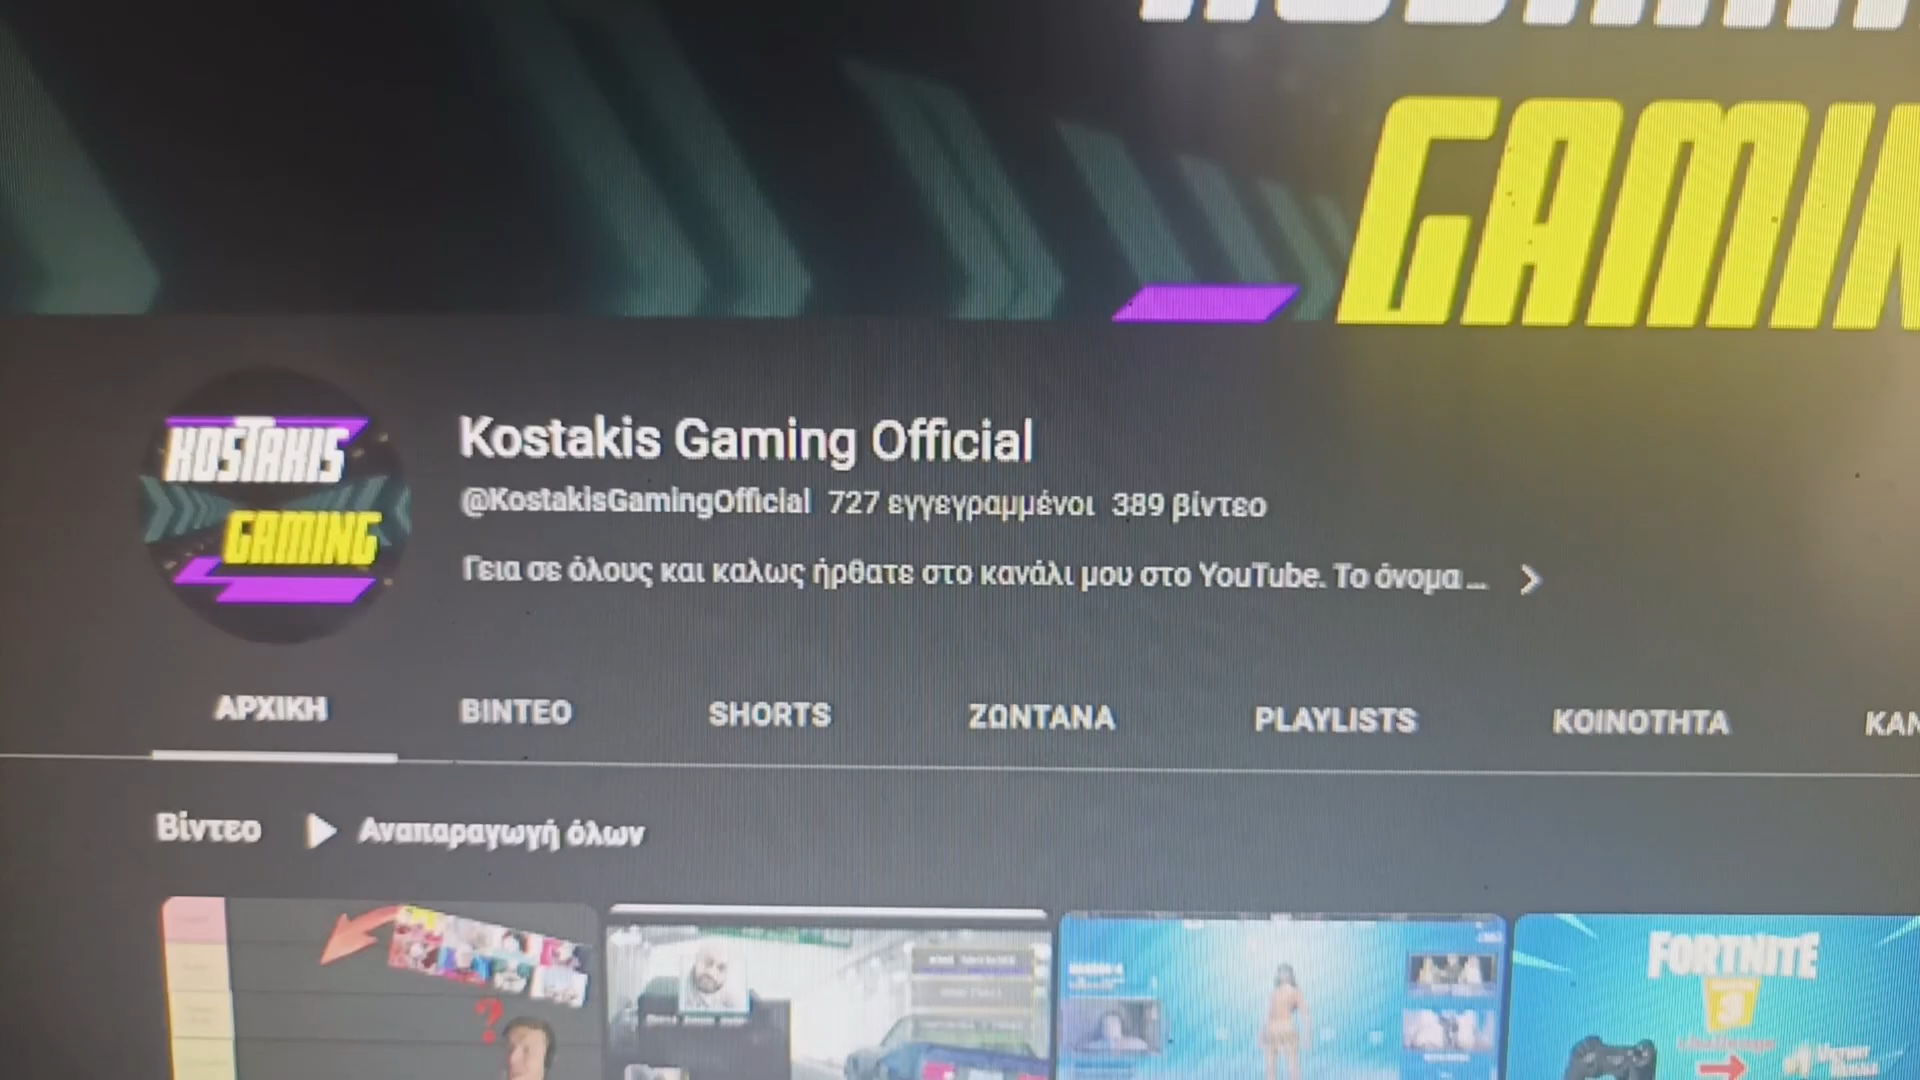 GAMIN
KOSTAKIS
GAMING
Kostakis Gaming Official
@KostakisGamingOfficial 727 εγγεγραμμένοι 389 βίντεο
Γεια σε όλους και καλως ήρθατε στο κανάλι μου στο YouTube. Το όνομα ...
ΑΡΧΙΚΗ ΒΙΝΤΕΟ SHORTS ΖΩΝΤΑΝΑ PLAYLISTS ΚΟΙΝΟΤΗΤΑ ΚΑΝ
Βίντεο Αναπαραγωγή όλων
?
FORTNITE